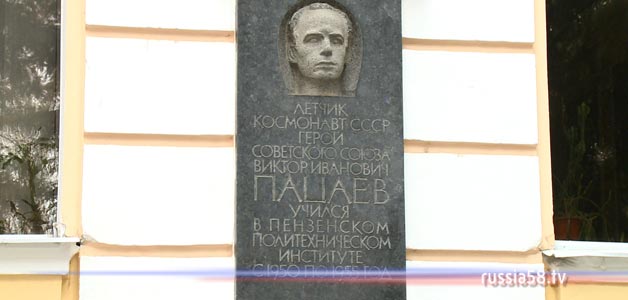 ЛЕТЧИК
КОСМОНАВТ СССР
ГЕРОЙ
СОВЕТСКОГО СОЮЗА
ВИКТОР ИВАНОВИЧ
ПАЦАЕВ
УЧИЛСЯ
В ПЕНЗЕНСКОМ
ПОЛИТЕХНИЧЕСКОМ
ИНСТИТУТЕ
С 1950 ПО 1955 ГОД
russia58.tv